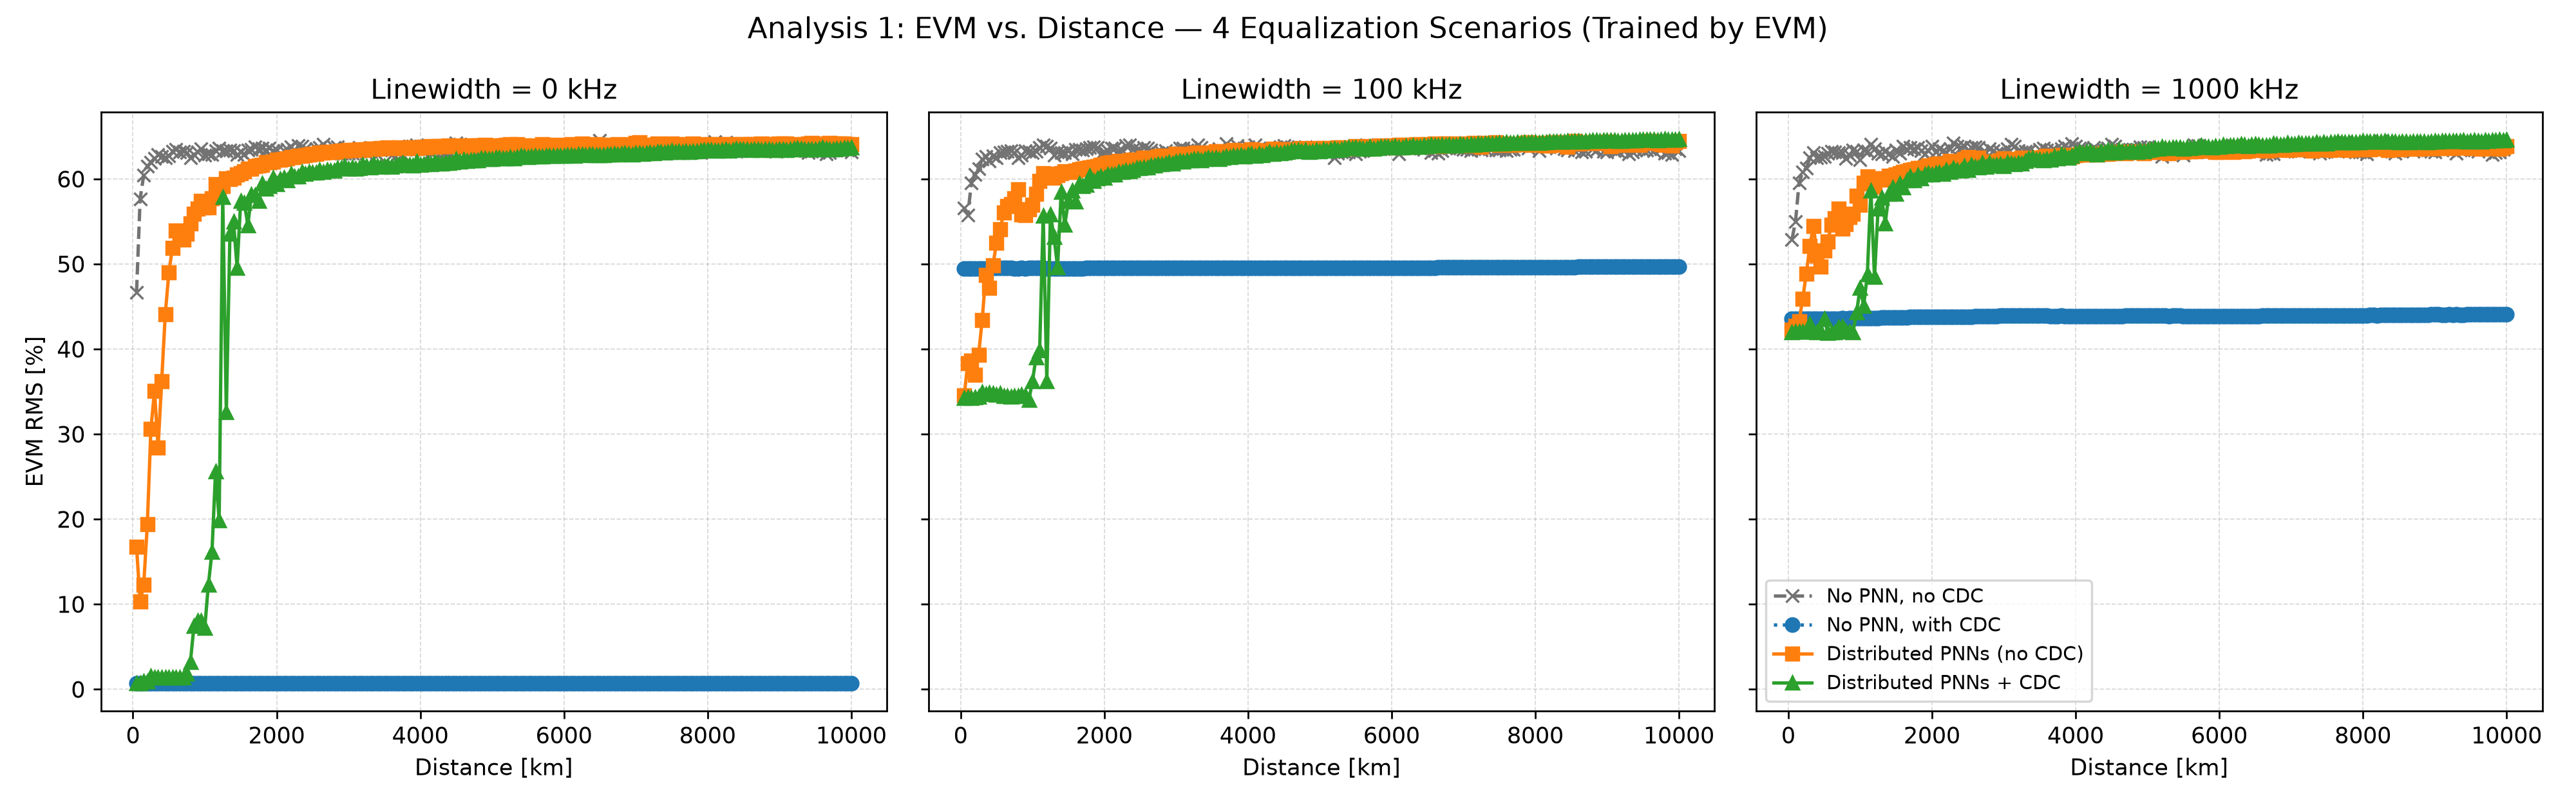 Analysis 1: EVM vs. Distance — 4 Equalization Scenarios (Trained by EVM)
Linewidth = 0 kHz
Linewidth = 100 kHz
Linewidth = 1000 kHz
EVM RMS [%]
60
50
40
30
20
10
0
0 2000 4000 6000 8000 10000
0 2000 4000 6000 8000 10000
0 2000 4000 6000 8000 10000
Distance [km]
Distance [km]
Distance [km]
No PNN, no CDC
No PNN, with CDC
Distributed PNNs (no CDC)
Distributed PNNs + CDC